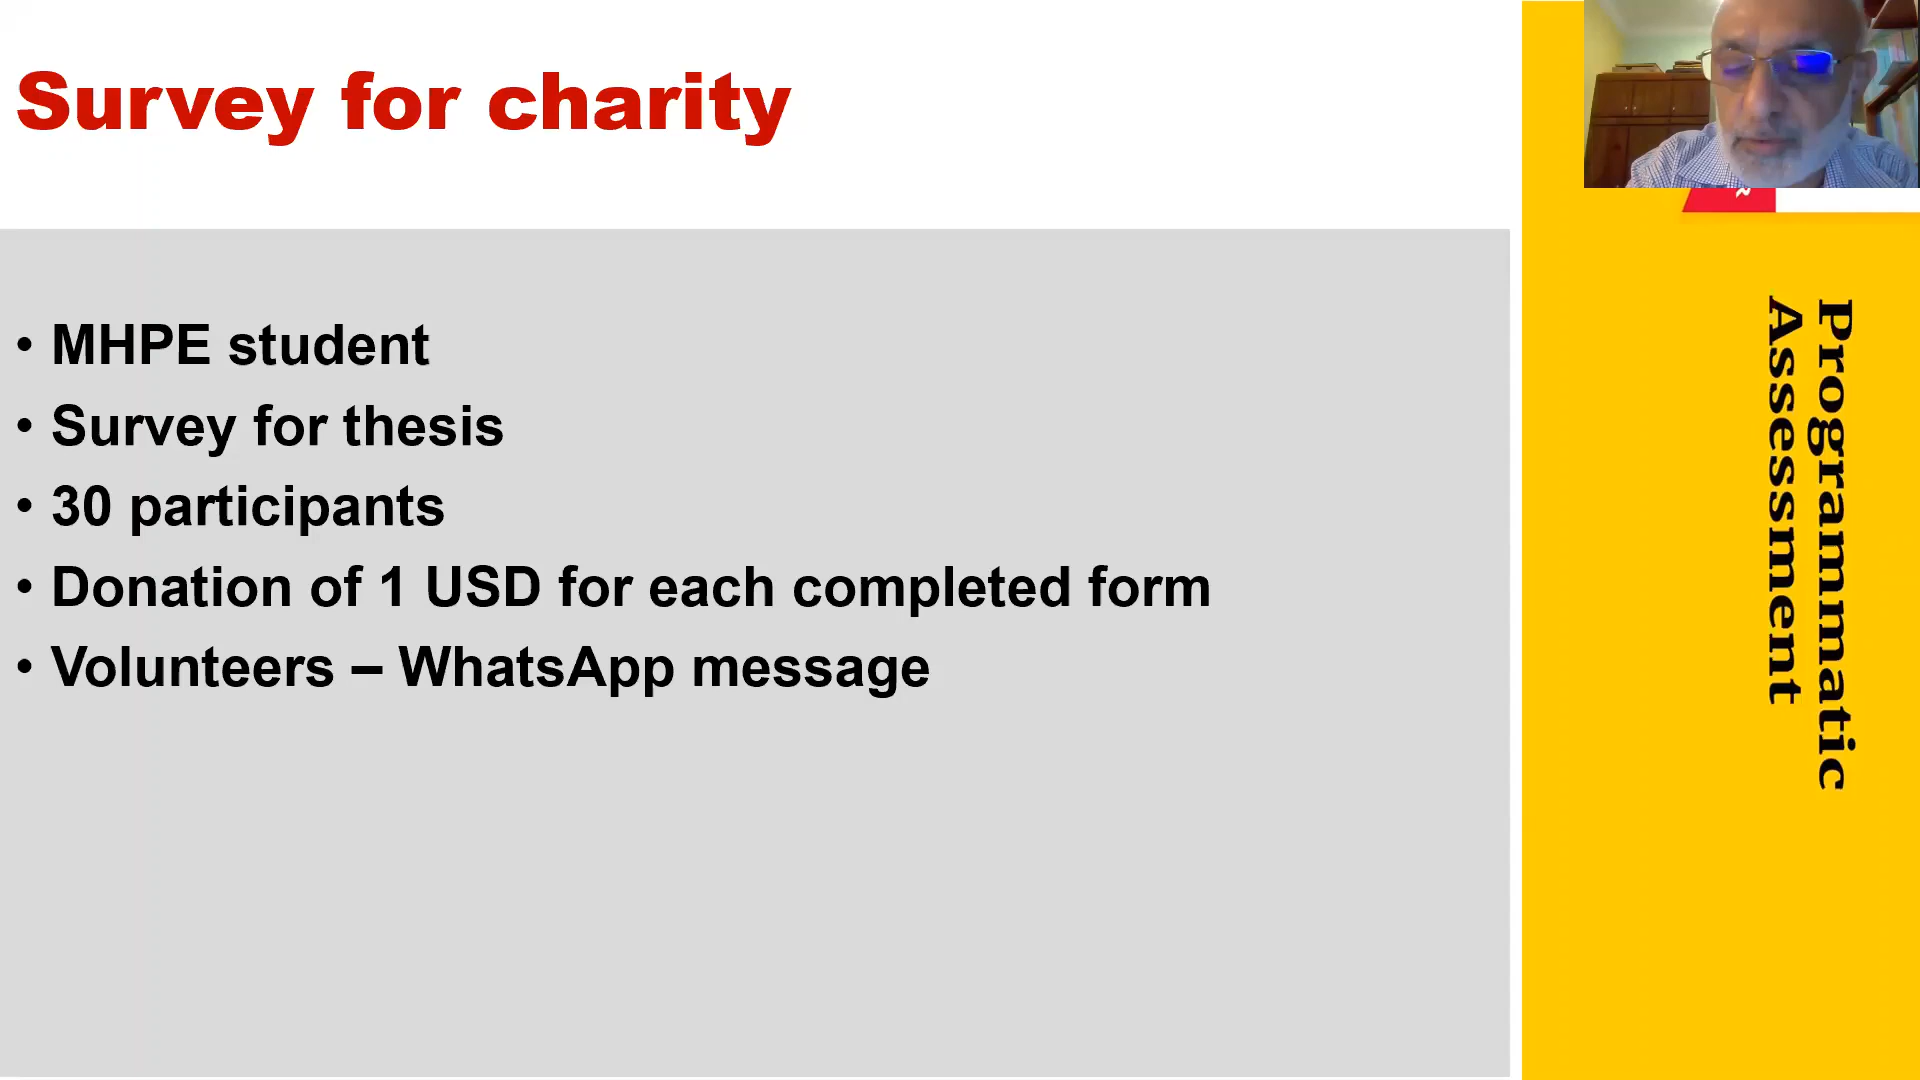 Survey for charity
• MHPE student
• Survey for thesis
• 30 participants
• Donation of 1 USD for each completed form
• Volunteers – WhatsApp message
Programmatic
Assessment